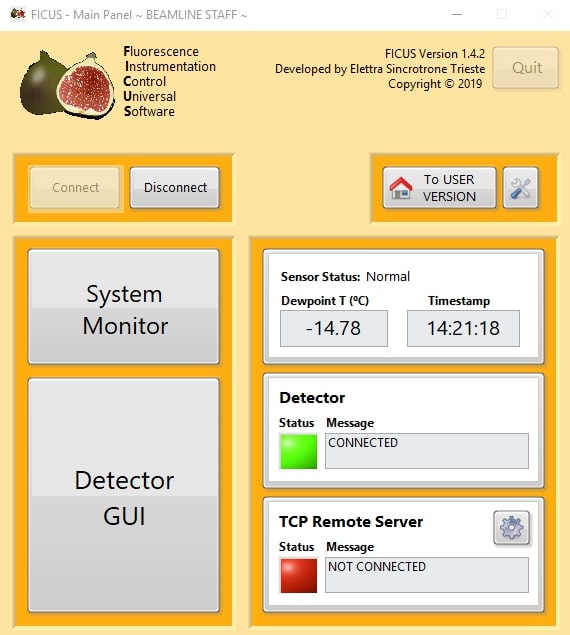 FICUS - Main Panel ~ BEAMLINE STAFF ~
Fluorescence
Instrumentation
Control
Universal
Software
FICUS Version 1.4.2
Developed by Elettra Sincrotrone Trieste
Copyright © 2019
Quit
Connect
Disconnect
To USER
VERSION
System
Monitor
Detector
GUI
Sensor Status: Normal
Dewpoint T (ºC) Timestamp
-14.78 14:21:18
Detector
Status Message
CONNECTED
TCP Remote Server
Status Message
NOT CONNECTED